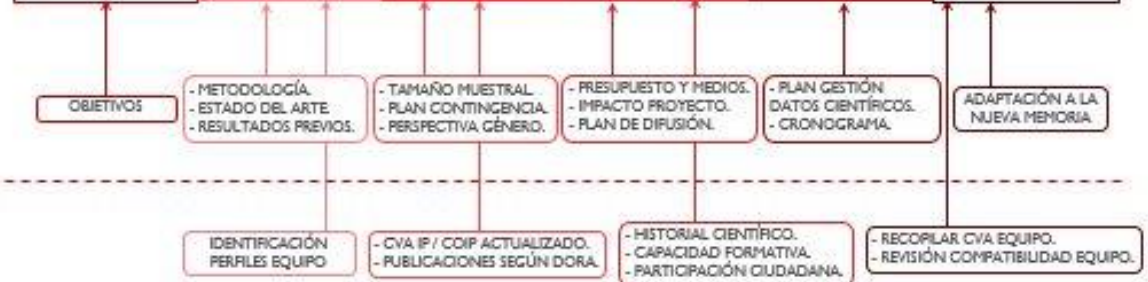 OBJETIVOS
- METODOLOGÍA.
- ESTADO DEL ARTE.
- RESULTADOS PREVIOS.
- TAMAÑO MUESTRAL
- PLAN CONTINGENCIA.
- PERSPECTIVA GÉNERO.
- PRESUPUESTO Y MEDIOS.
- IMPACTO PROYECTO.
- PLAN DE DIFUSIÓN.
- PLAN GESTIÓN
DATOS CIENTÍFICOS.
- CRONOGRAMA.
ADAPTACIÓN A LA
NUEVA MEMORIA
IDENTIFICACIÓN
PERFILES EQUIPO
- CVA IP / COIP ACTUALIZADO.
- PUBLICACIONES SEGÚN DORA.
- HISTORIAL CIENTÍFICO.
- CAPACIDAD FORMATIVA.
- PARTICIPACIÓN CIUDADANA.
- RECOPILAR CVA EQUIPO.
- REVISIÓN COMPATIBILIDAD EQUIPO.